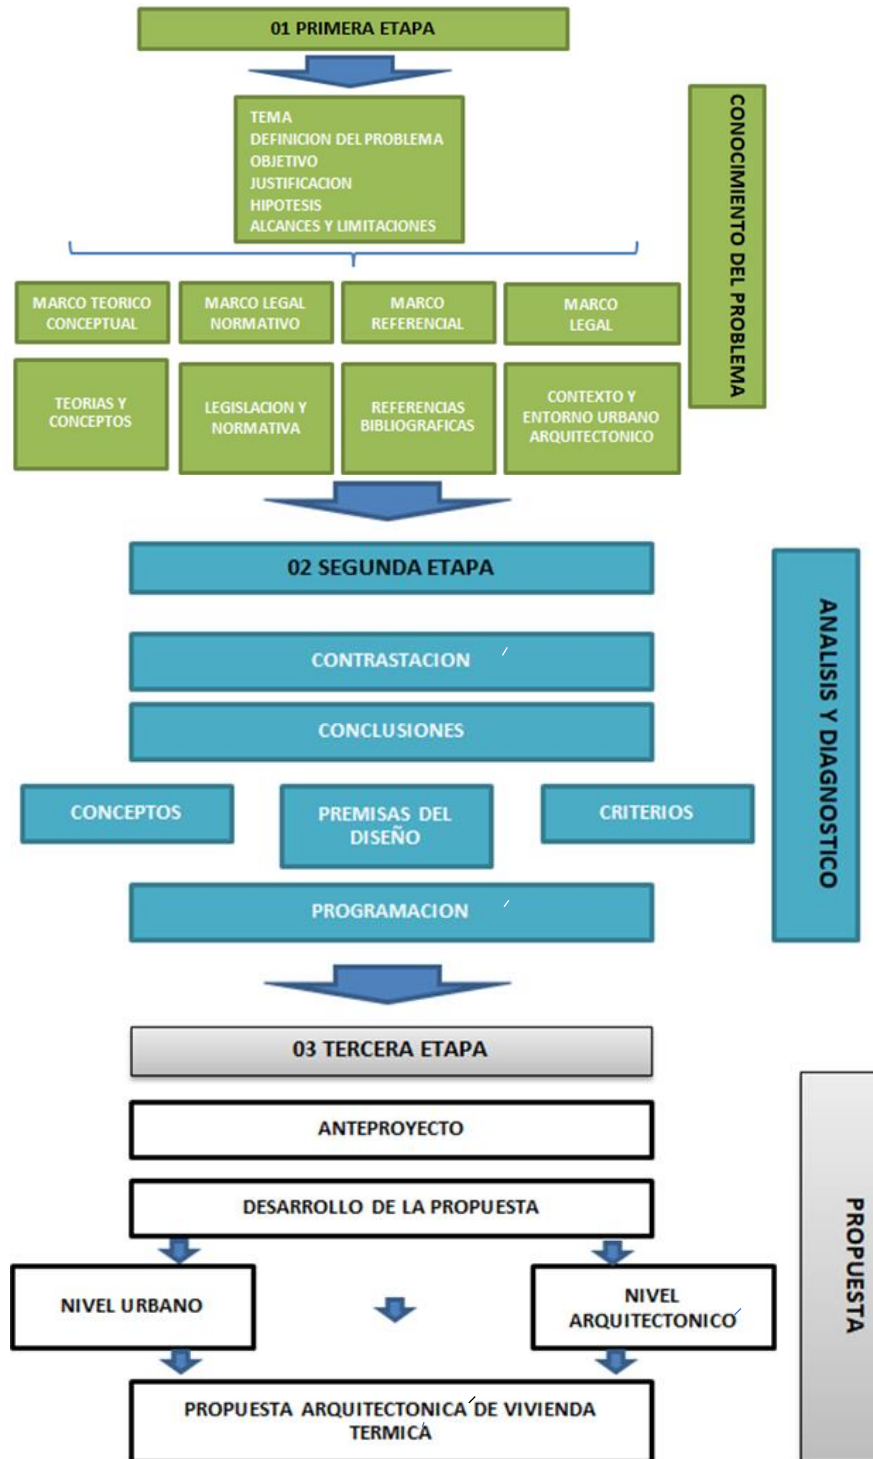 01 PRIMERA ETAPA
TEMA
DEFINICION DEL PROBLEMA
OBJETIVO
JUSTIFICACION
HIPOTESIS
ALCANCES Y LIMITACIONES
CONOCIMIENTO DEL PROBLEMA
MARCO TEORICO
CONCEPTUAL
MARCO LEGAL
NORMATIVO
MARCO
REFERENCIAL
MARCO
LEGAL
TEORIAS Y
CONCEPTOS
LEGISLACION Y
NORMATIVA
REFERENCIAS
BIBLIOGRAFICAS
CONTEXTO Y
ENTORNO URBANO
ARQUITECTONICO
02 SEGUNDA ETAPA
ANALISIS Y DIAGNOSTICO
CONTRASTACION
CONCLUSIONES
CONCEPTOS
PREMISAS DEL
DISEÑO
CRITERIOS
PROGRAMACION
03 TERCERA ETAPA
PROPUESTA
ANTEPROYECTO
DESARROLLO DE LA PROPUESTA
NIVEL URBANO
NIVEL
ARQUITECTONICO
PROPUESTA ARQUITECTONICA DE VIVIENDA
TERMICA